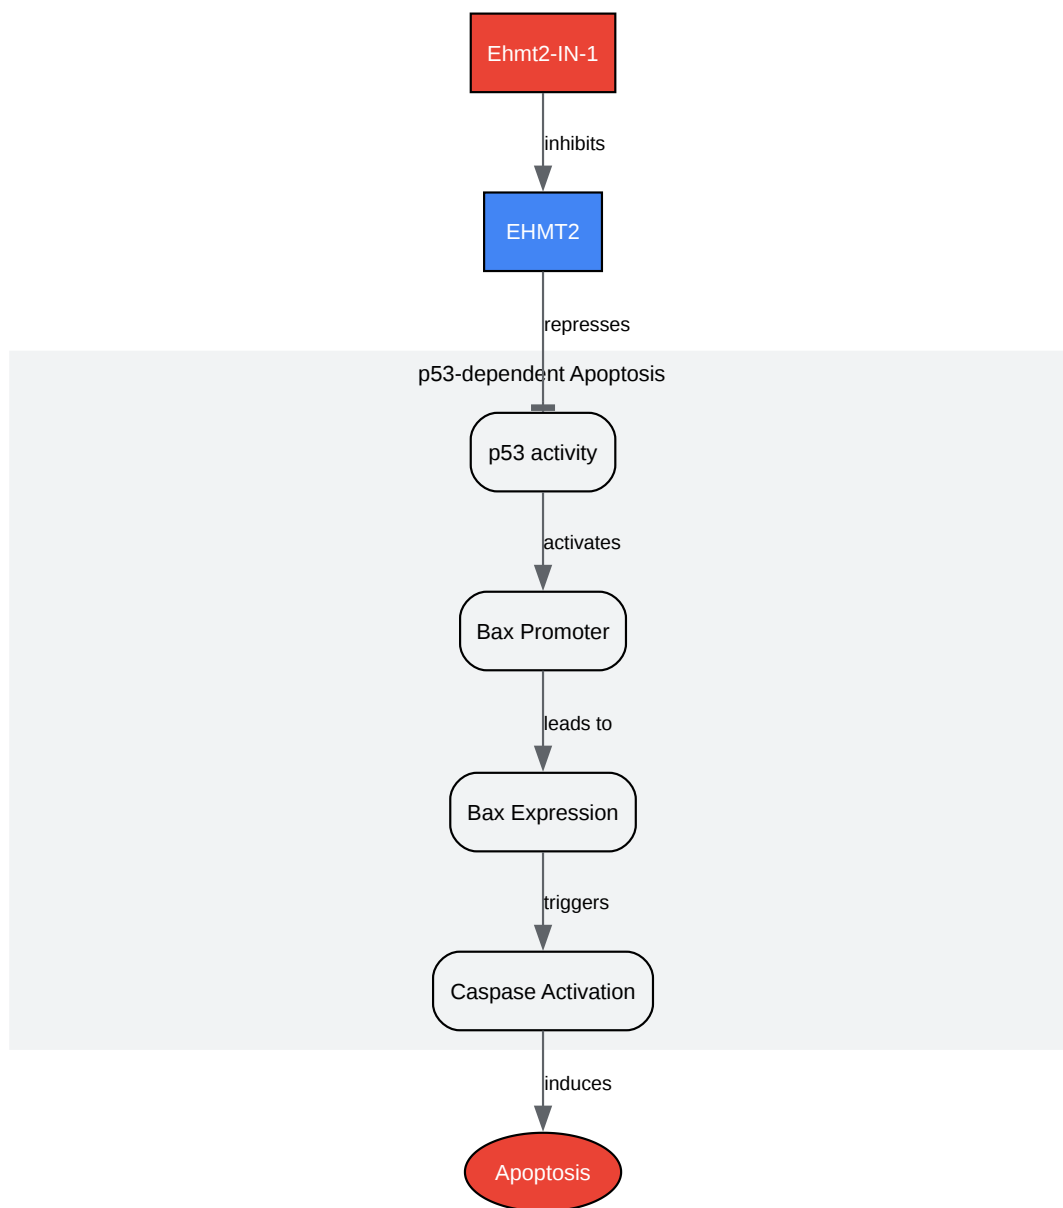 Ehmt2-IN-1
inhibits
EHMT2
represses
p53-dependent Apoptosis
p53 activity
activates
Bax Promoter
leads to
Bax Expression
triggers
Caspase Activation
induces
Apoptosis